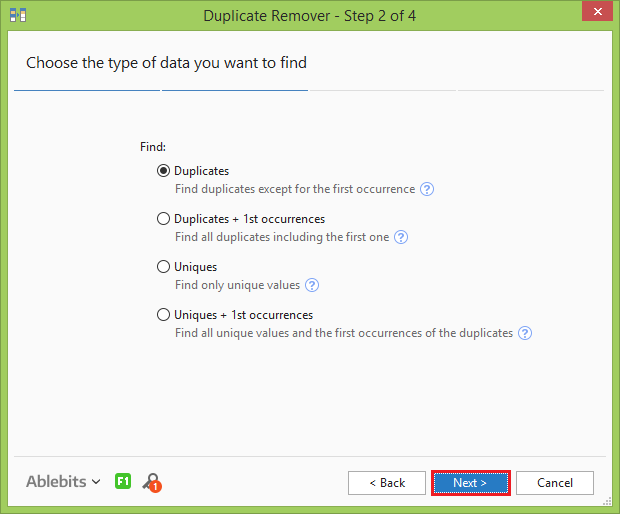 Duplicate Remover - Step 2 of 4
Choose the type of data you want to find
Find:
Duplicates
Find duplicates except for the first occurrence ?
Duplicates + 1st occurrences
Find all duplicates including the first one ?
Uniques
Find only unique values ?
Uniques + 1st occurrences
Find all unique values and the first occurrences of the duplicates ?
Ablebits F1 1 < Back Next > Cancel